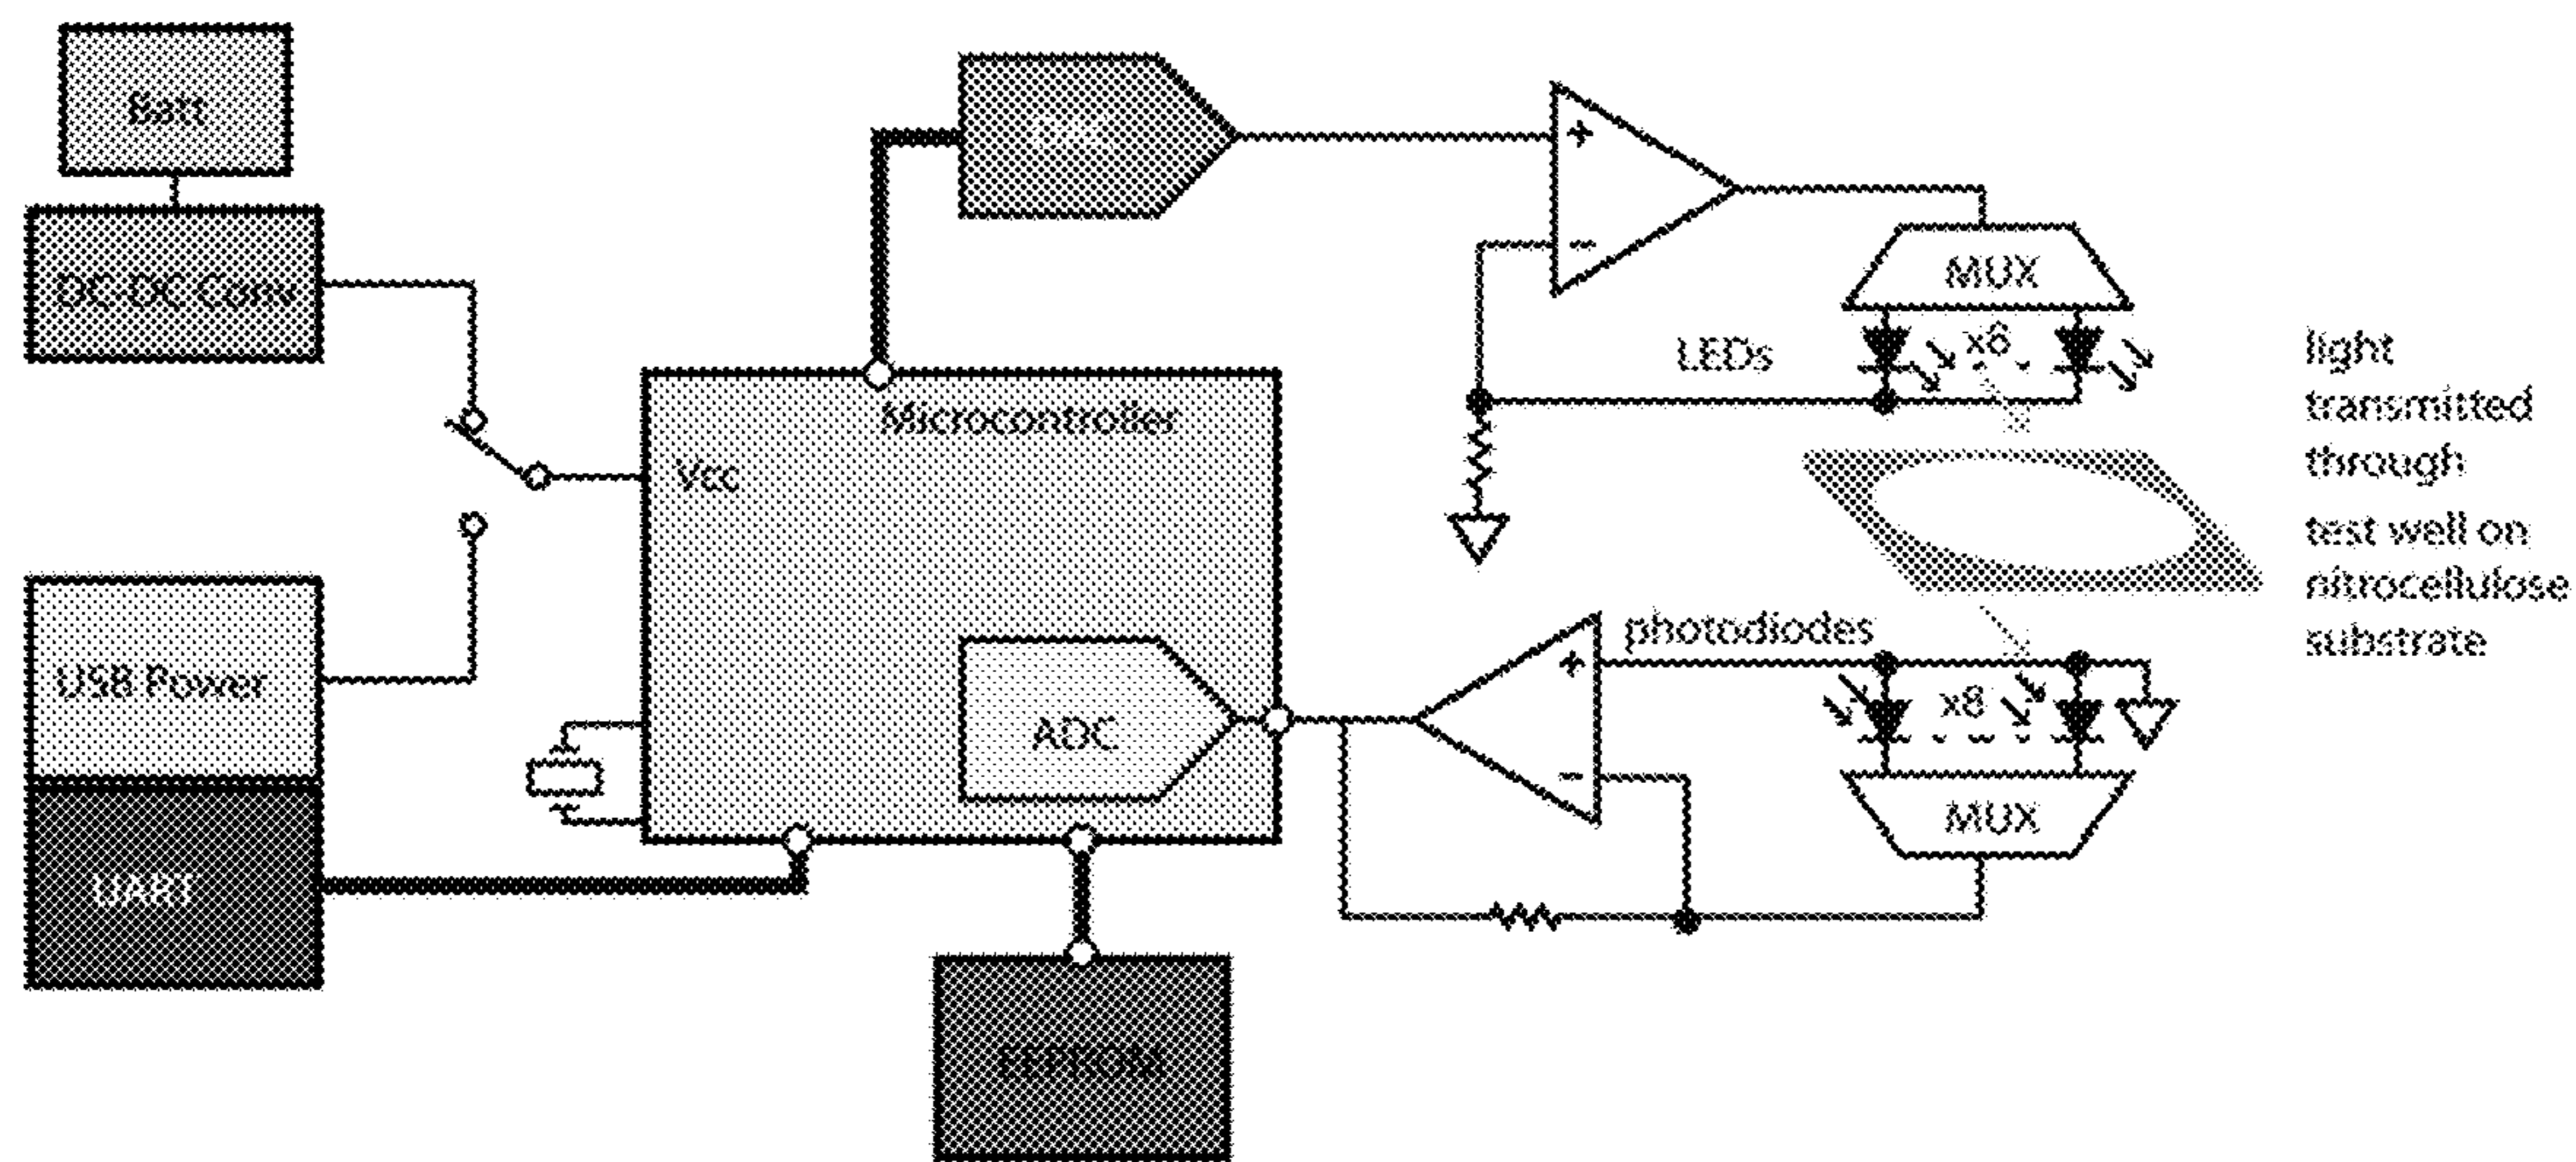 Batt
DC-DC Conv
USB Power
UART
Microcontroller
Vcc
ADC
EEPROM
+
−
MUX
LEDs
x8
light
transmitted
through
test well on
nitrocellulose
substrate
photodiodes
+
−
x8
MUX